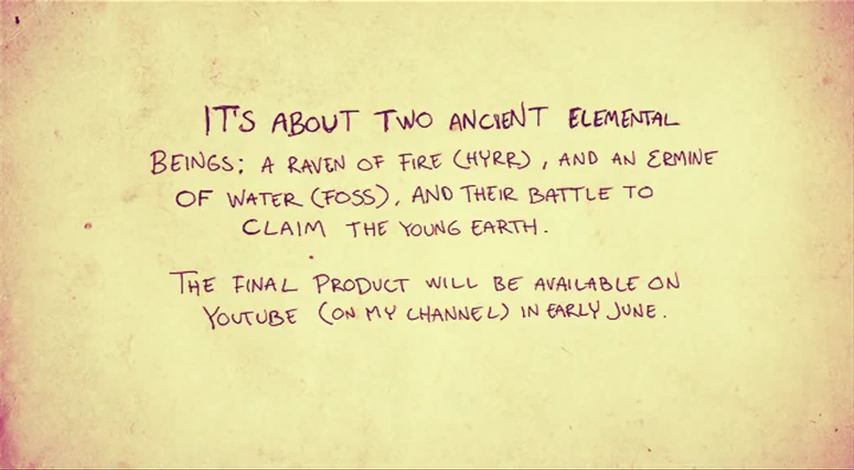 IT'S ABOUT TWO ANCIENT ELEMENTAL
BEINGS; A RAVEN OF FIRE (HYRR), AND AN ERMINE
OF WATER (FOSS), AND THEIR BATTLE TO
CLAIM THE YOUNG EARTH.
THE FINAL PRODUCT WILL BE AVAILABLE ON
YOUTUBE (ON MY CHANNEL) IN EARLY JUNE.